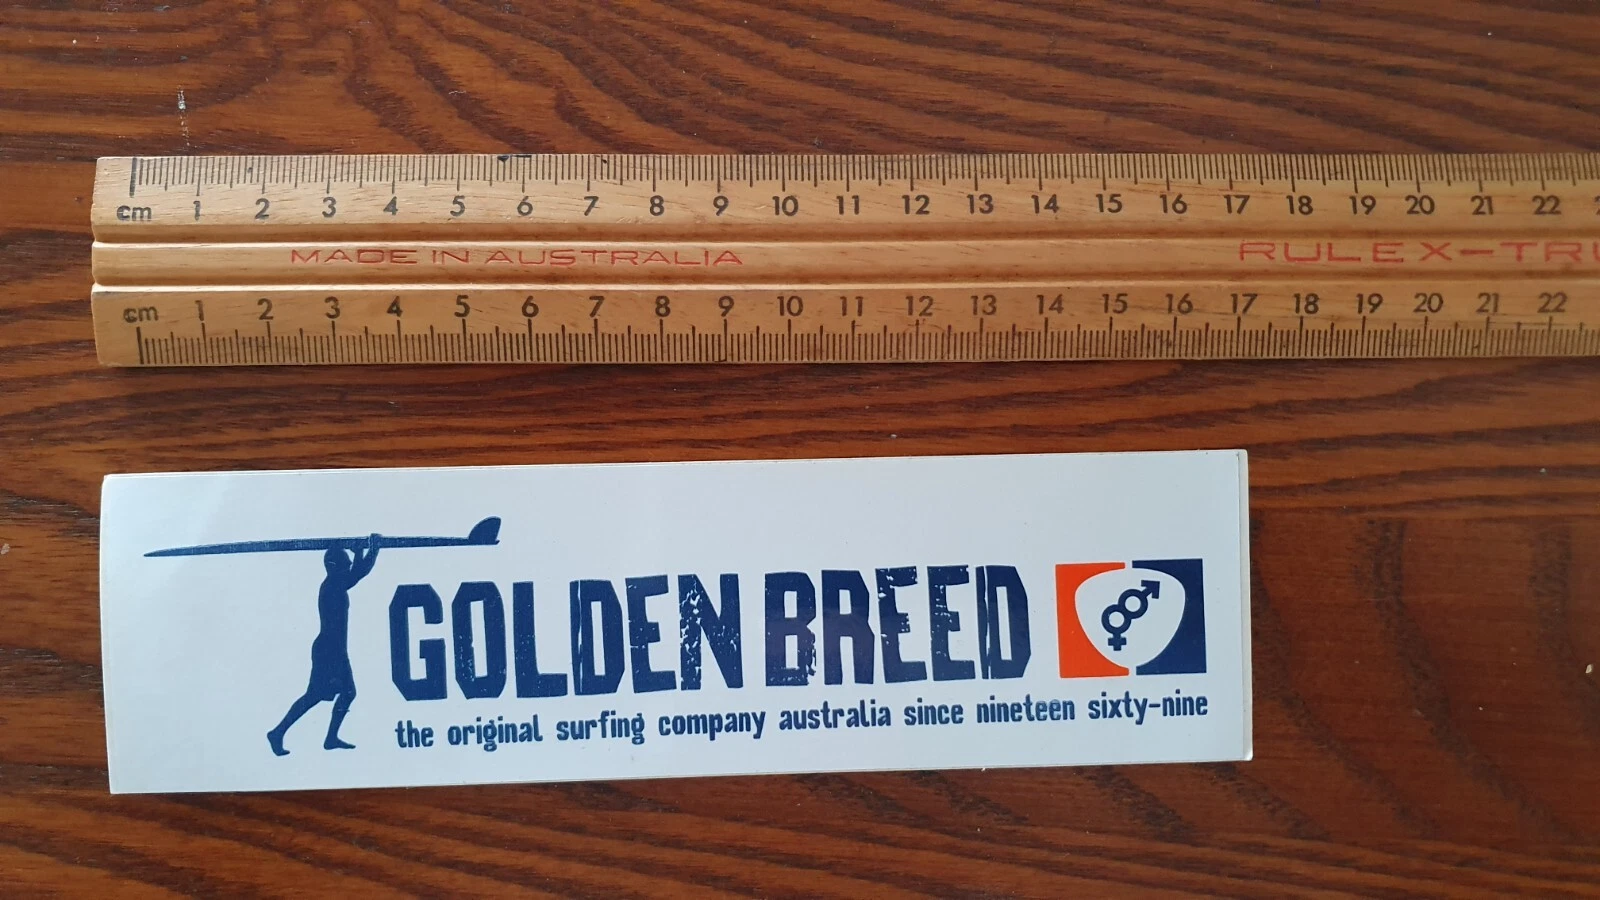 cm 1 2 3 4 5 6 7 8 9 10 11 12 13 14 15 16 17 18 19 20 21 22
MADE IN AUSTRALIA RULEX-TRU
cm 1 2 3 4 5 6 7 8 9 10 11 12 13 14 15 16 17 18 19 20 21 22
GOLDEN BREED
the original surfing company australia since nineteen sixty-nine